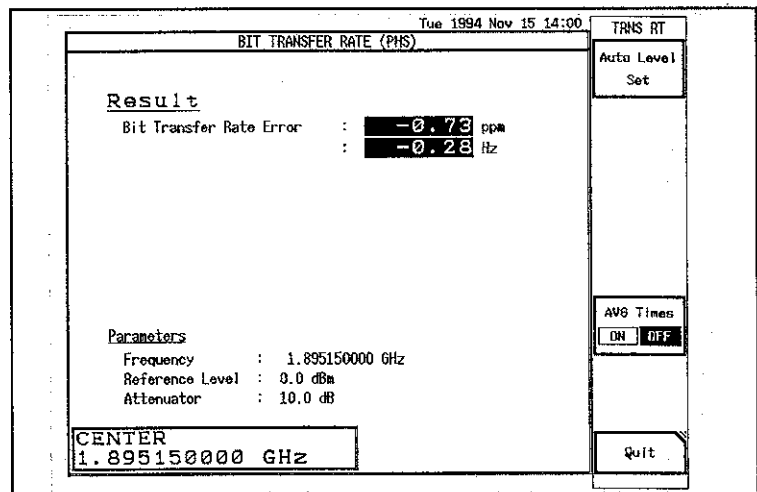 Tue 1994 Nov 15 14:00
BIT TRANSFER RATE (PHS)
Result
Bit Transfer Rate Error : -0.73 ppm
: -0.28 Hz
Parameters
Frequency : 1.895150000 GHz
Reference Level : 0.0 dBm
Attenuator : 10.0 dB
CENTER
1.895150000 GHz
TRNS RT
Auto Level
Set
AVG Times
ON OFF
Quit